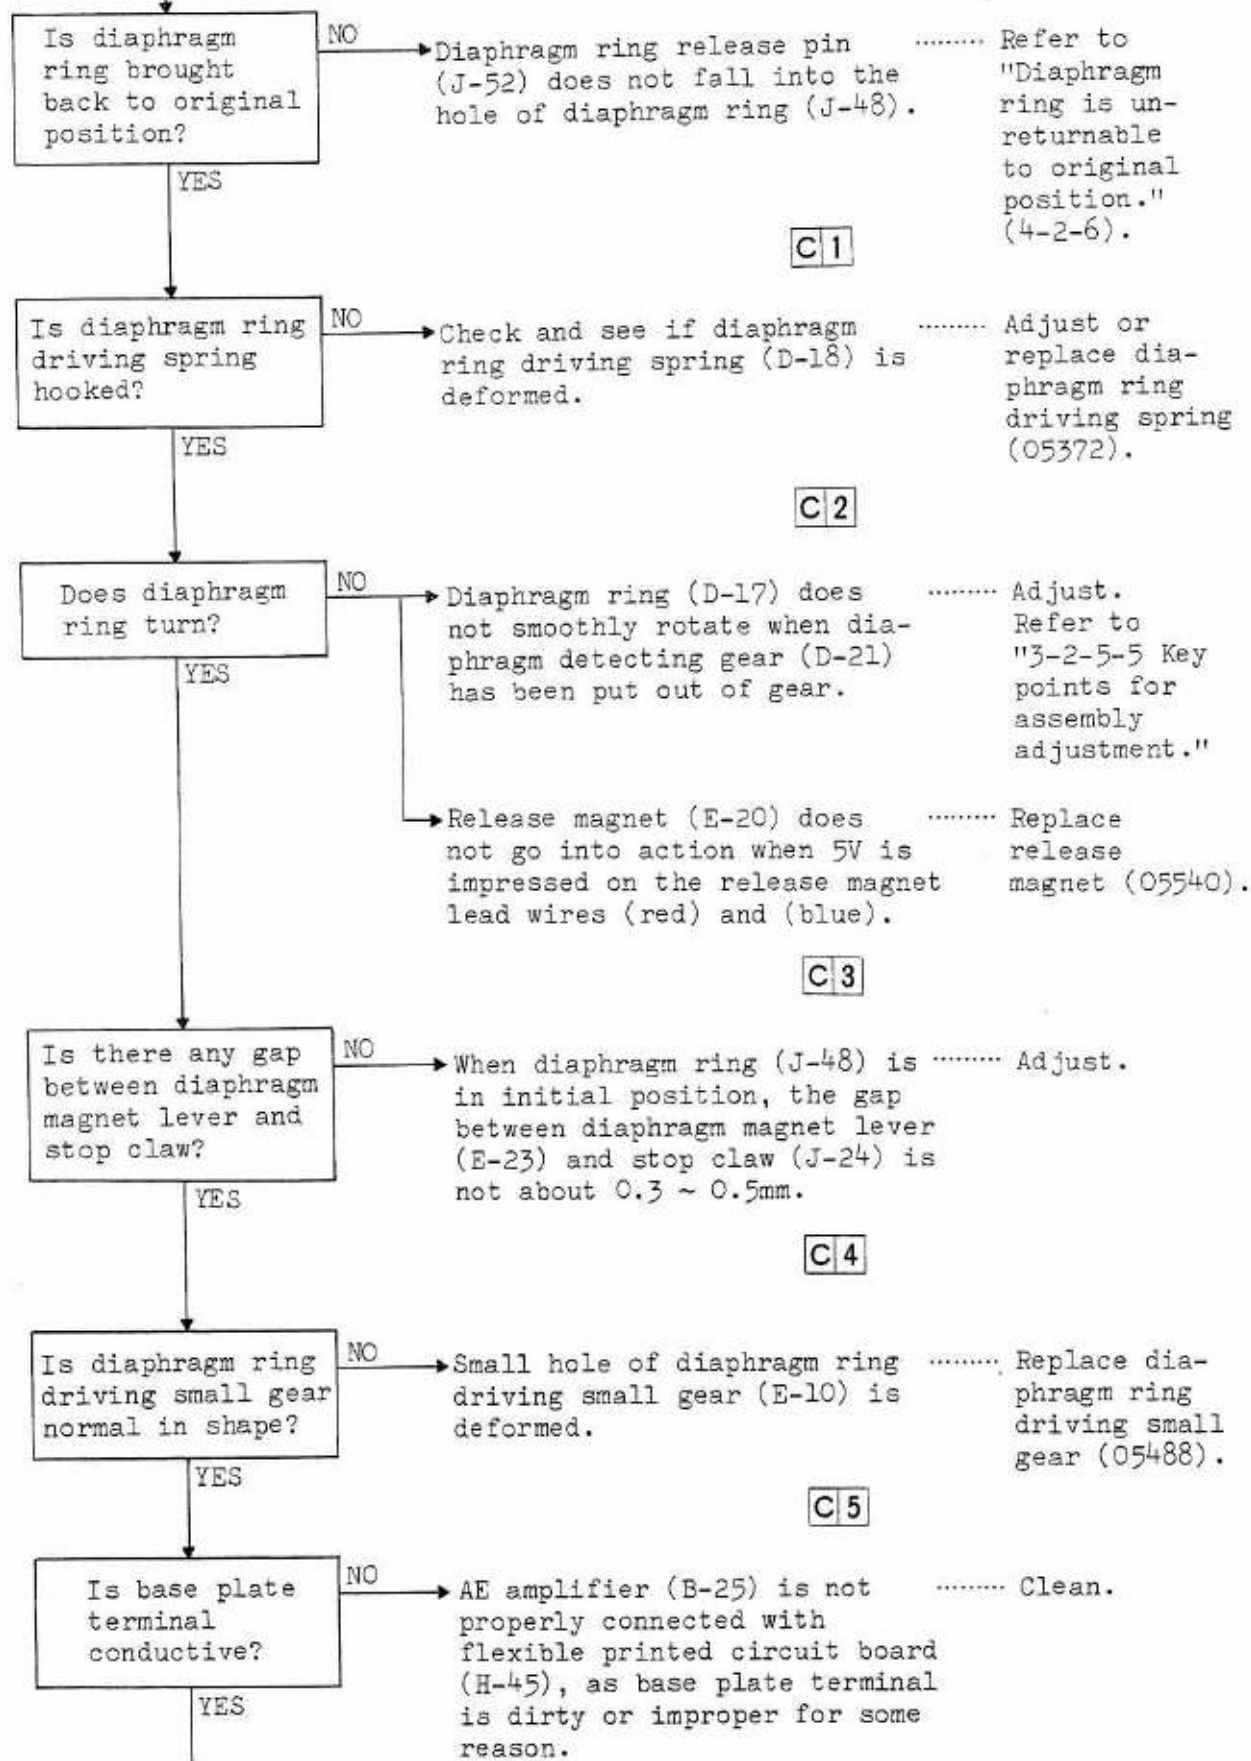 Is diaphragm
ring brought
back to original
position?
NO
Diaphragm ring release pin
(J-52) does not fall into the
hole of diaphragm ring (J-48).
......... Refer to
"Diaphragm
ring is un-
returnable
to original
position."
(4-2-6).
YES
C 1
Is diaphragm ring
driving spring
hooked?
NO
Check and see if diaphragm
ring driving spring (D-18) is
deformed.
......... Adjust or
replace dia-
phragm ring
driving spring
(05372).
YES
C 2
Does diaphragm
ring turn?
NO
Diaphragm ring (D-17) does
not smoothly rotate when dia-
phragm detecting gear (D-21)
has been put out of gear.
......... Adjust.
Refer to
"3-2-5-5 Key
points for
assembly
adjustment."
YES
Release magnet (E-20) does
not go into action when 5V is
impressed on the release magnet
lead wires (red) and (blue).
......... Replace
release
magnet (05540).
C 3
Is there any gap
between diaphragm
magnet lever and
stop claw?
NO
When diaphragm ring (J-48) is
in initial position, the gap
between diaphragm magnet lever
(E-23) and stop claw (J-24) is
not about 0.3 ~ 0.5mm.
......... Adjust.
YES
C 4
Is diaphragm ring
driving small gear
normal in shape?
NO
Small hole of diaphragm ring
driving small gear (E-10) is
deformed.
......... Replace dia-
phragm ring
driving small
gear (05488).
YES
C 5
Is base plate
terminal
conductive?
NO
AE amplifier (B-25) is not
properly connected with
flexible printed circuit board
(H-45), as base plate terminal
is dirty or improper for some
reason.
......... Clean.
YES